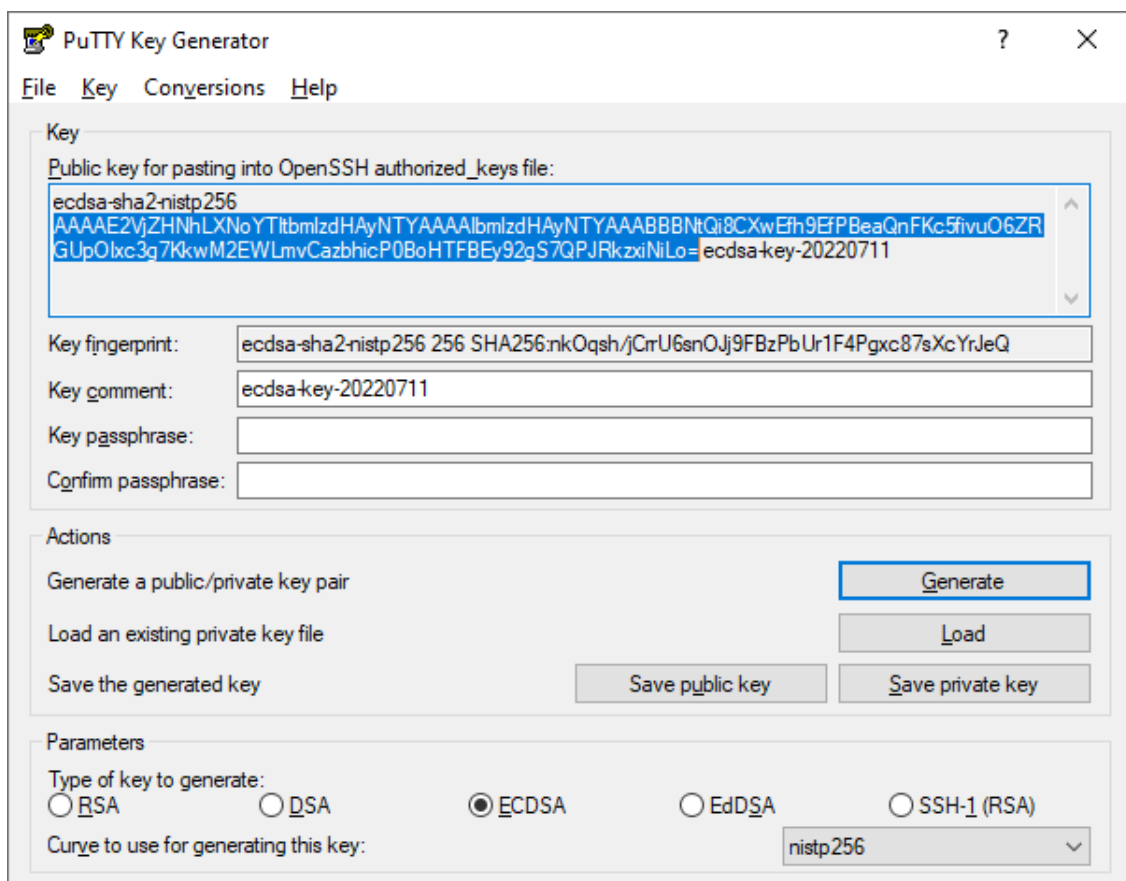 PuTTY Key Generator
?
File Key Conversions Help
Key
Public key for pasting into OpenSSH authorized_keys file:
ecdsa-sha2-nistp256
AAAAE2VjZHNhLXNoYTItbmlzdHAyNTYAAAAIbmlzdHAyNTYAAABBBNtQi8CXwEfh9EfPBeaQnFKc5fivuO6ZR
GUpOlxc3g7KkwM2EWLmvCazbhicP0BoHTFBEy92gS7QPJRkzxiNiLo= ecdsa-key-20220711
Key fingerprint: ecdsa-sha2-nistp256 256 SHA256:nkOqsh/jCrrU6snOJj9FBzPbUr1F4Pgxc87sXcYrJeQ
Key comment: ecdsa-key-20220711
Key passphrase:
Confirm passphrase:
Actions
Generate a public/private key pair Generate
Load an existing private key file Load
Save the generated key Save public key Save private key
Parameters
Type of key to generate:
RSA DSA ECDSA EdDSA SSH-1 (RSA)
Curve to use for generating this key: nistp256